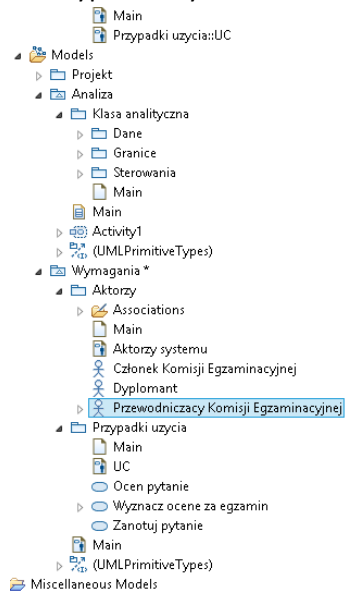 Main
Przypadki uzycia::UC
Models
Projekt
Analiza
Klasa analityczna
Dane
Granice
Sterowania
Main
Main
Activity1
(UMLPrimitiveTypes)
Wymagania *
Aktorzy
Associations
Main
Aktorzy systemu
Członek Komisji Egzaminacyjnej
Dyplomant
Przewodniczacy Komisji Egzaminacyjnej
Przypadki uzycia
Main
UC
Ocen pytanie
Wyznacz ocene za egzamin
Zanotuj pytanie
Main
(UMLPrimitiveTypes)
Miscellaneous Models